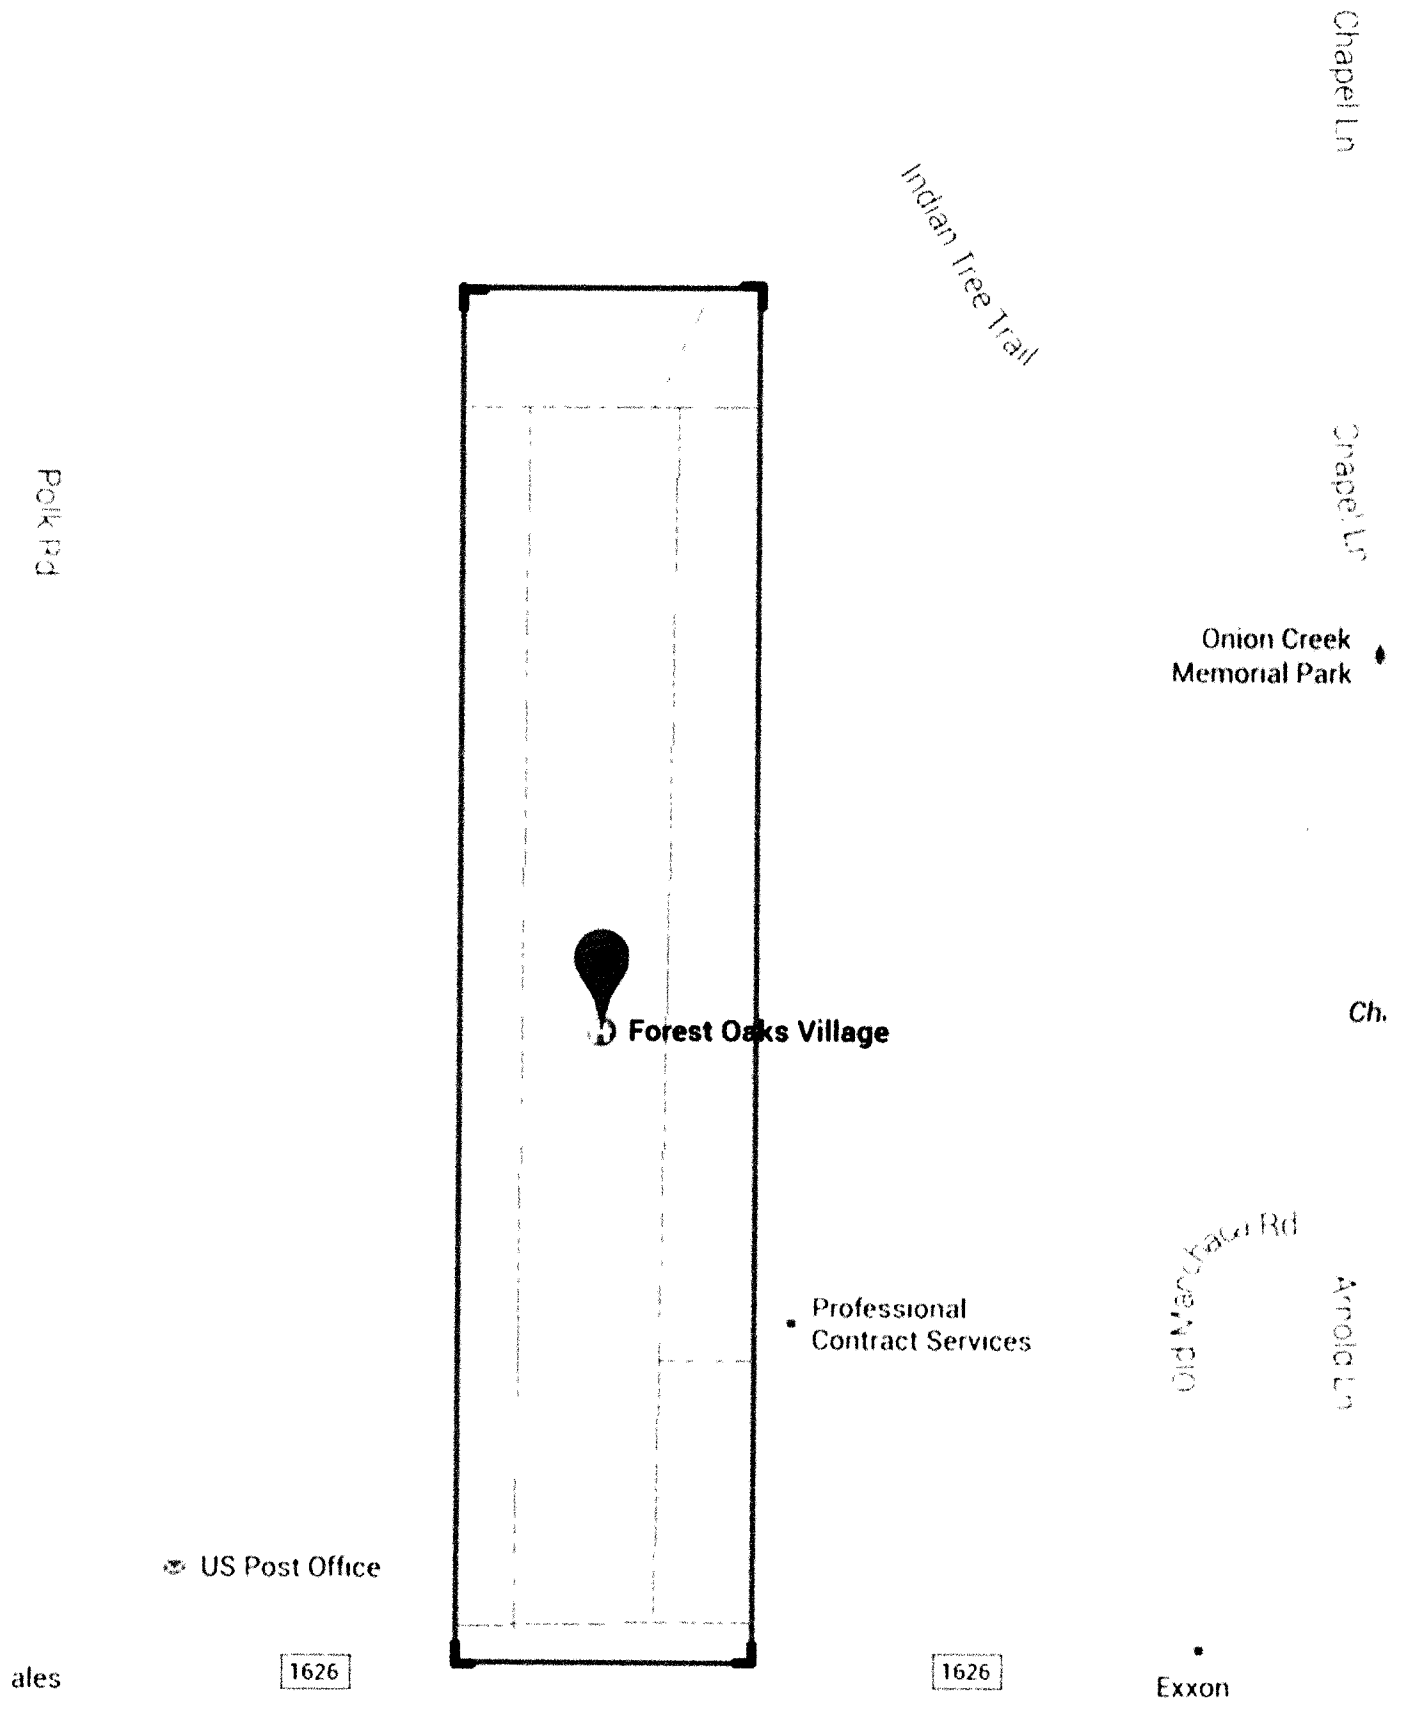 Chapel Ln
Indian Tree Trail
Polk Rd
Chapel Ln
Onion Creek
Memorial Park
Forest Oaks Village
Ch.
Rd
Old
Arnold Ln
Professional
Contract Services
US Post Office
ales
1626
1626
Exxon